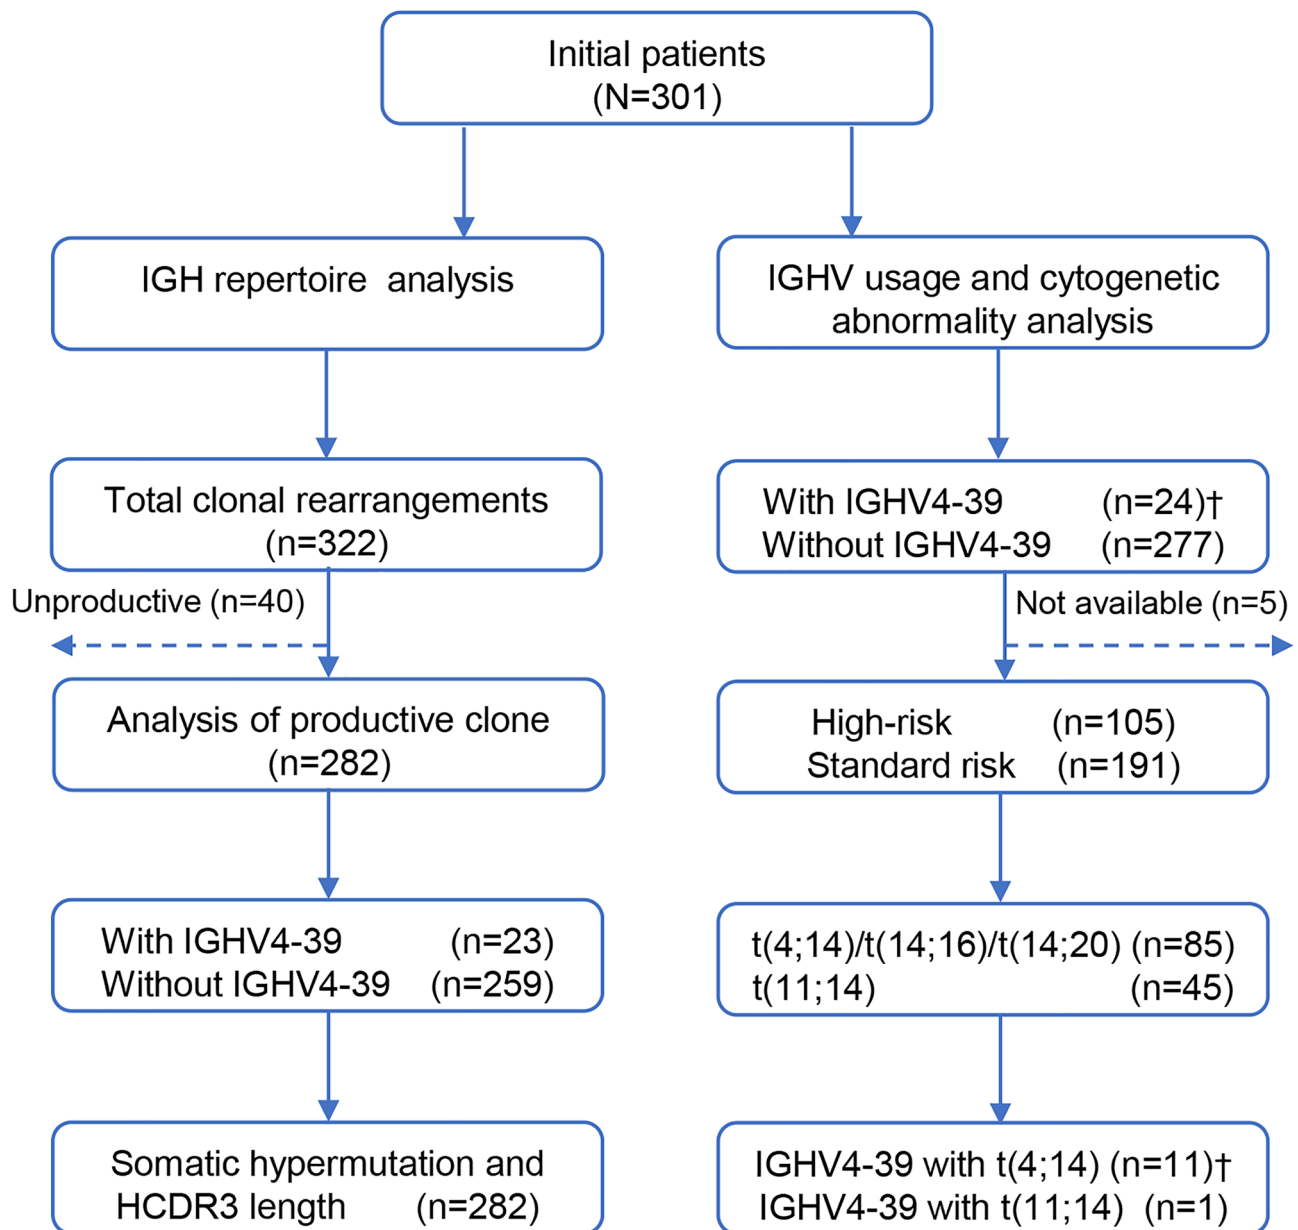 Initial patients
(N=301)
IGH repertoire analysis
IGHV usage and cytogenetic
abnormality analysis
Total clonal rearrangements
(n=322)
With IGHV4-39 (n=24)†
Without IGHV4-39 (n=277)
Unproductive (n=40)
Not available (n=5)
Analysis of productive clone
(n=282)
High-risk (n=105)
Standard risk (n=191)
With IGHV4-39 (n=23)
Without IGHV4-39 (n=259)
t(4;14)/t(14;16)/t(14;20) (n=85)
t(11;14) (n=45)
Somatic hypermutation and
HCDR3 length (n=282)
IGHV4-39 with t(4;14) (n=11)†
IGHV4-39 with t(11;14) (n=1)